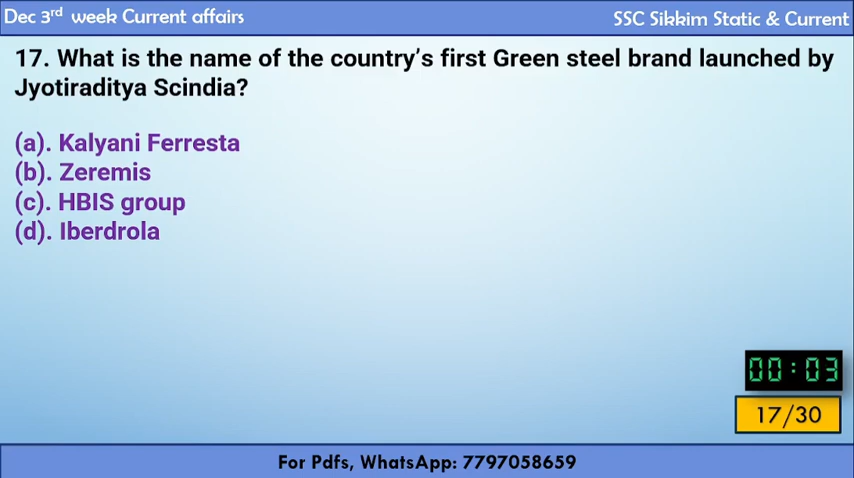 Dec 3rd week Current affairs
SSC Sikkim Static & Current
17. What is the name of the country's first Green steel brand launched by
Jyotiraditya Scindia?
(a). Kalyani Ferresta
(b). Zeremis
(c). HBIS group
(d). Iberdrola
00:03
17/30
For Pdfs, WhatsApp: 7797058659